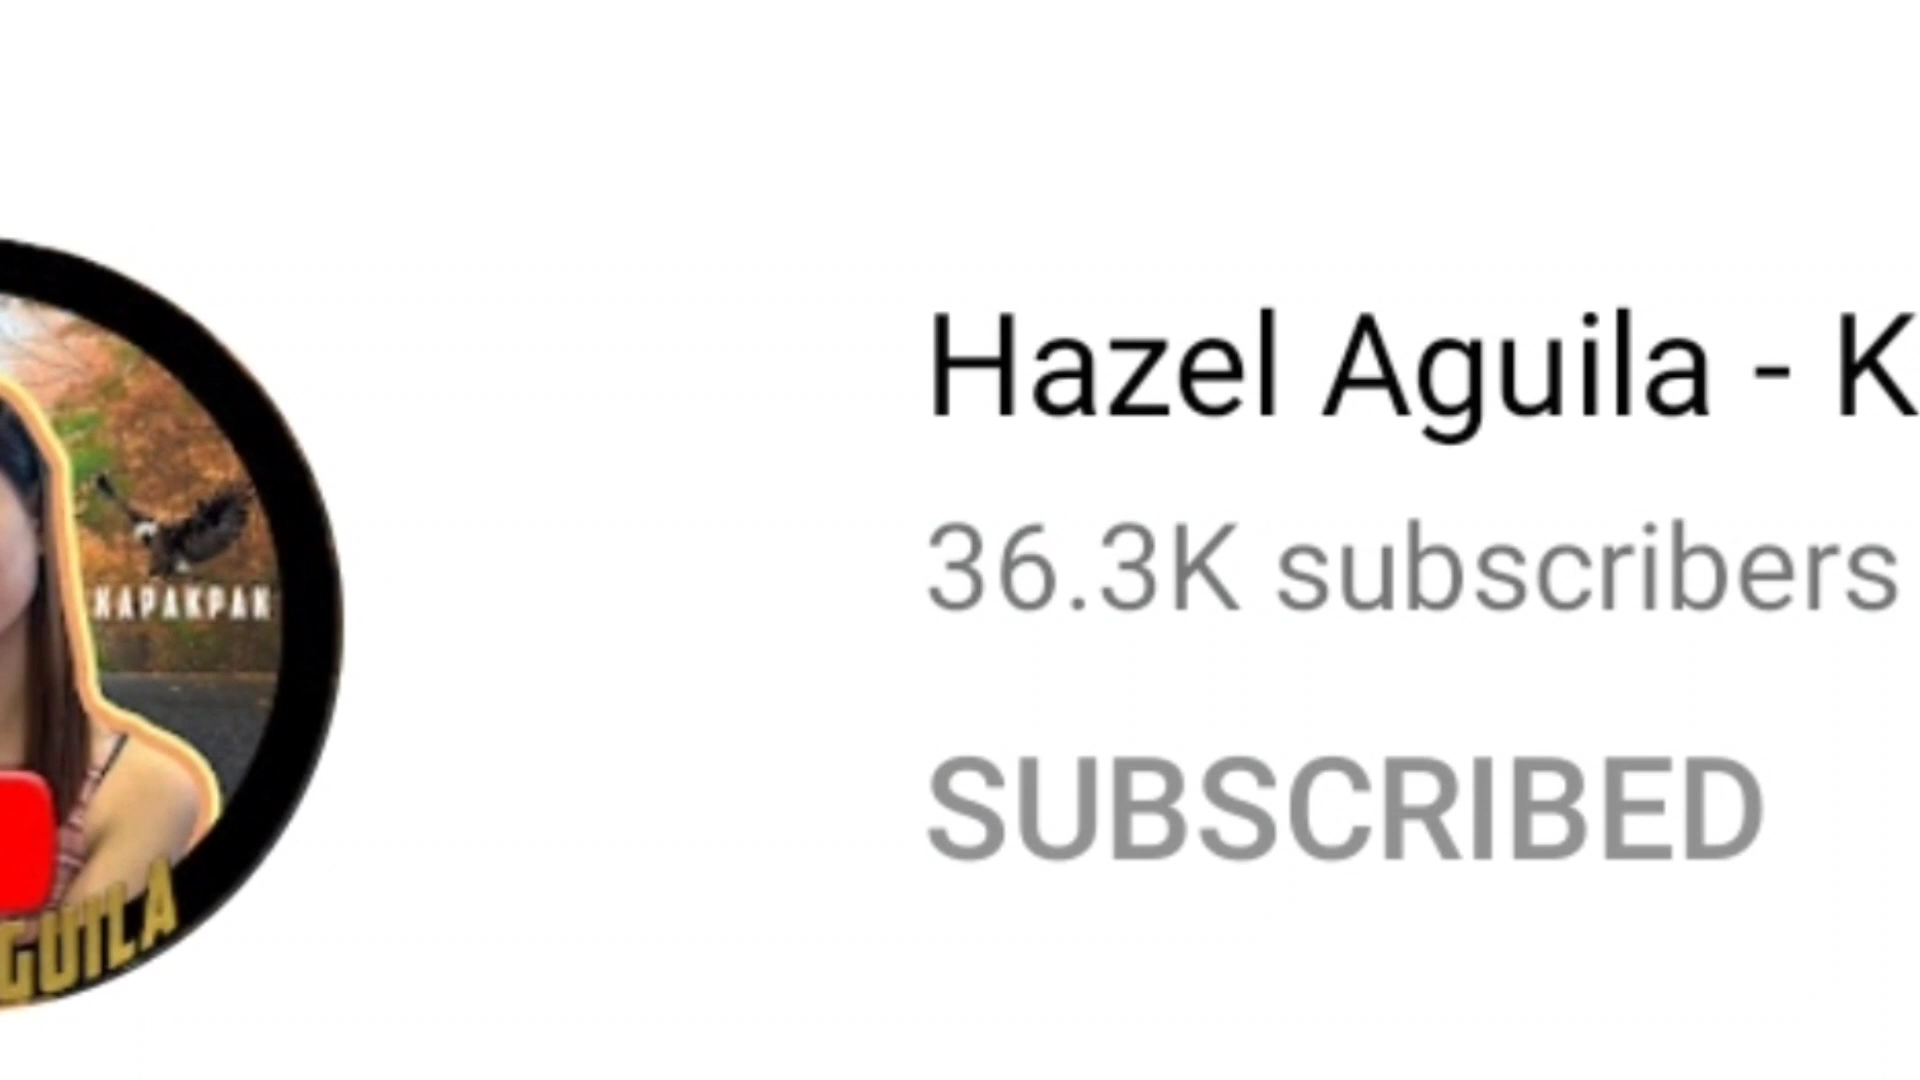 Hazel Aguila - K
36.3K subscribers
SUBSCRIBED
KAPAKPAK
GUILA